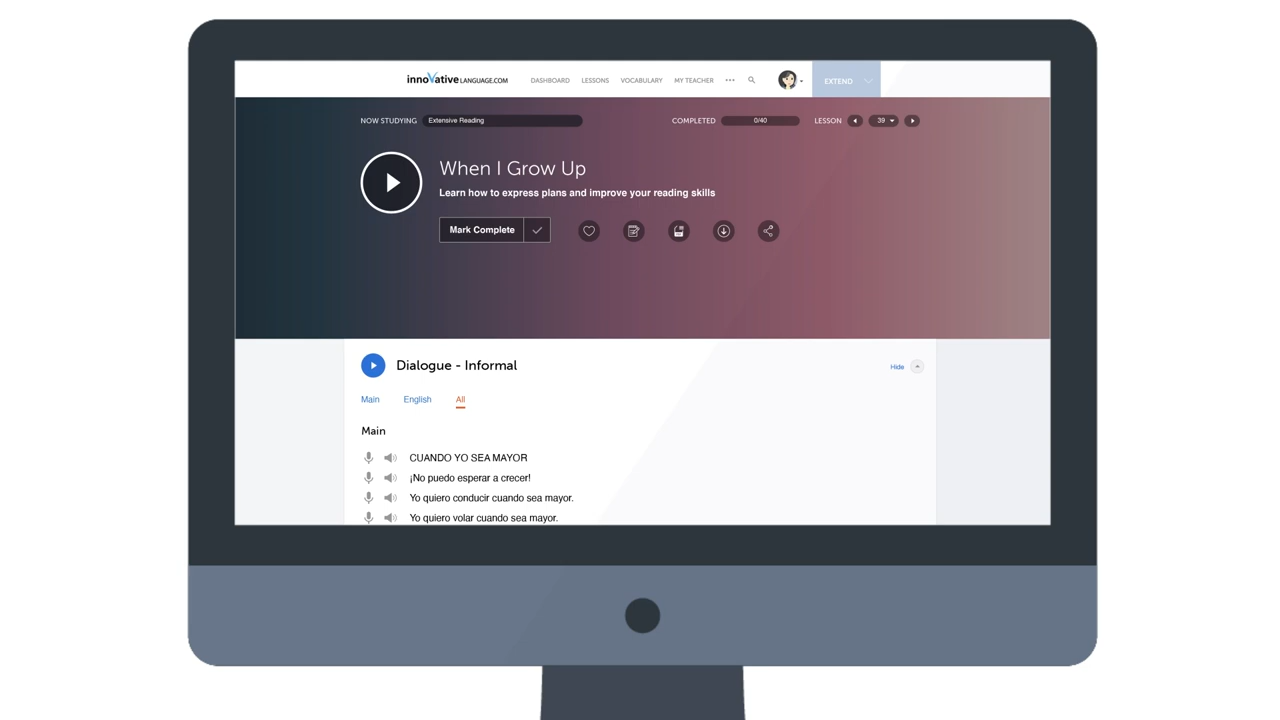 innoVative LANGUAGE.COM DASHBOARD LESSONS VOCABULARY MY TEACHER EXTEND
NOW STUDYING Extensive Reading COMPLETED 0/40 LESSON 39
When I Grow Up
Learn how to express plans and improve your reading skills
Mark Complete
Dialogue - Informal Hide
Main English All
Main
CUANDO YO SEA MAYOR
¡No puedo esperar a crecer!
Yo quiero conducir cuando sea mayor.
Yo quiero volar cuando sea mayor.